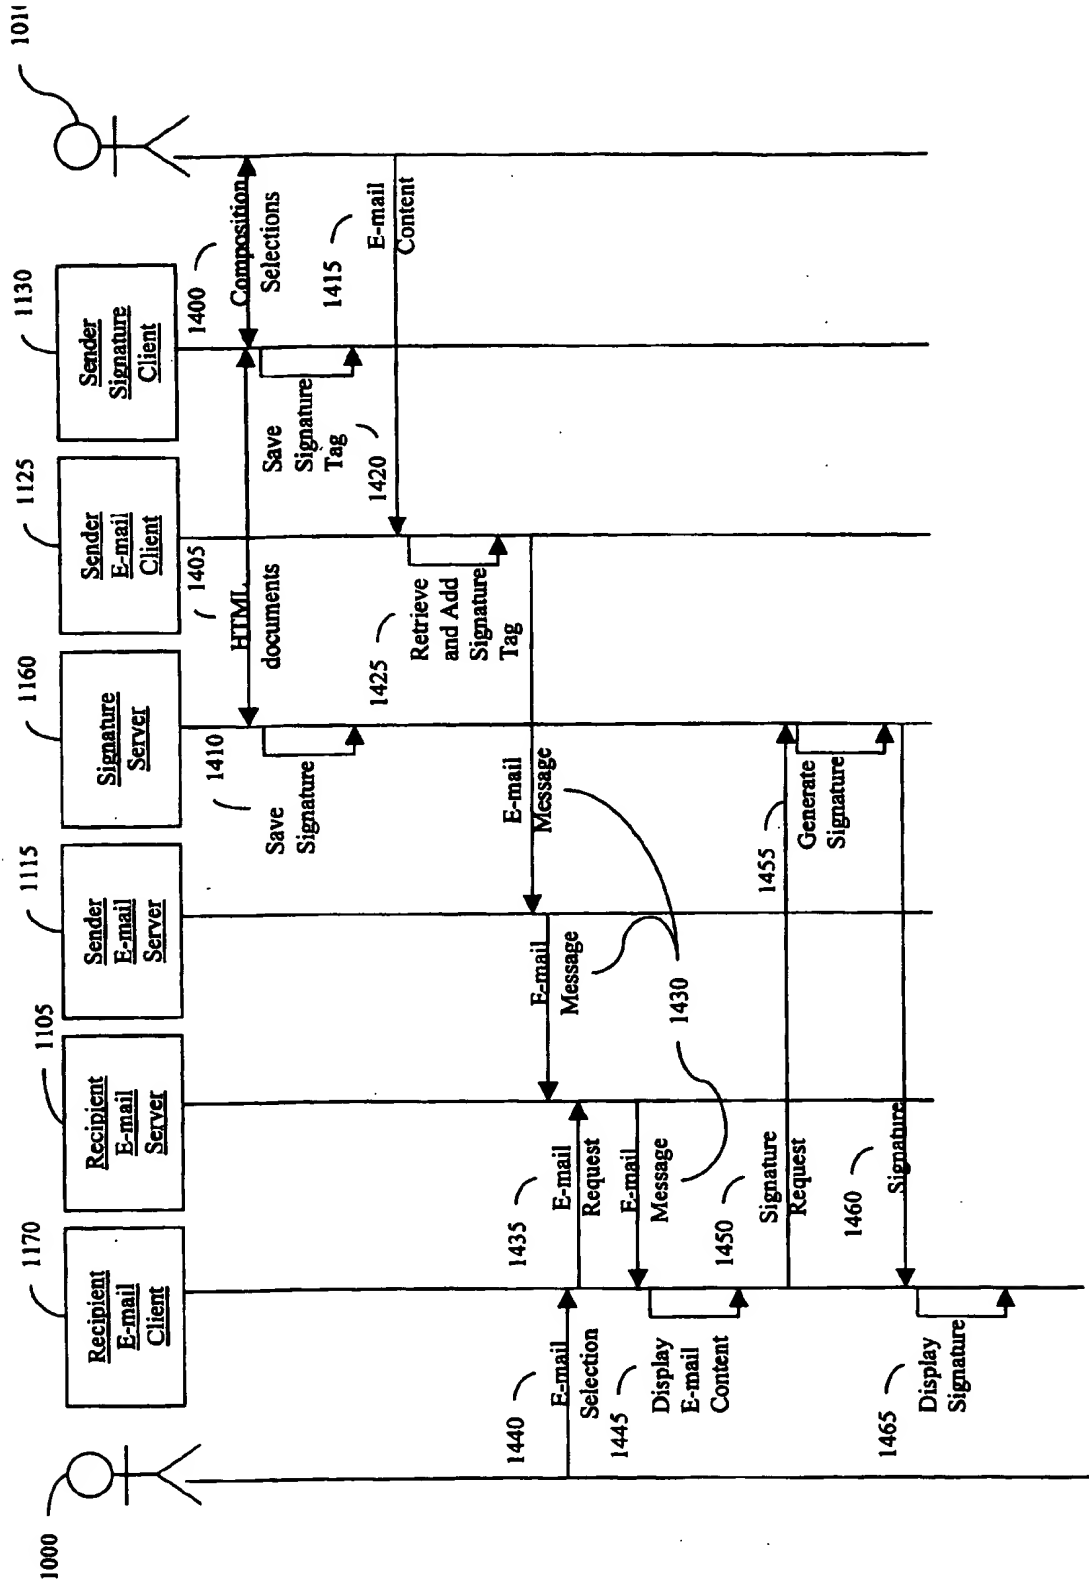 1000
1170
1105
1115
1160
1125
1130
Recipient
E-mail
Client
Recipient
E-mail
Server
Sender
E-mail
Server
Signature
Server
Sender
E-mail
Client
Sender
Signature
Client
1405
HTML
documents
1400
Composition
Selections
1410
Save
Signature
Save
Signature
Tag
1420
1415
E-mail
Content
1425
Retrieve
and Add
Signature
Tag
E-mail
Message
E-mail
Message
1430
1440
E-mail
Selection
1435
E-mail
Request
E-mail
Message
1445
Display
E-mail
Content
1450
Signature
Request
1455
Generate
Signature
1460
Signature
1465
Display
Signature